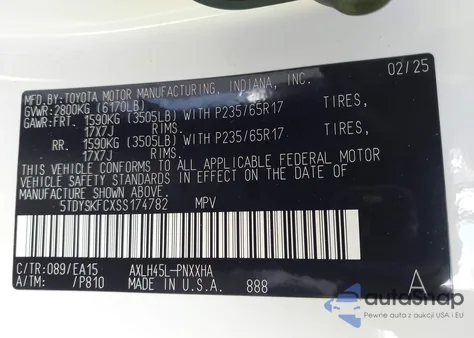 MFD.BY:TOYOTA MOTOR MANUFACTURING, INDIANA, INC. 02/25
GVWR:2800KG (6170LB)
GAWR:FRT. 1590KG (3505LB) WITH P235/65R17 TIRES,
17X7J RIMS.
RR. 1590KG (3505LB) WITH P235/65R17 TIRES,
17X7J RIMS.
THIS VEHICLE CONFORMS TO ALL APPLICABLE FEDERAL MOTOR
VEHICLE SAFETY STANDARDS IN EFFECT ON THE DATE OF
MANUFACTURE SHOWN ABOVE.
5TDYSKFCXSS174782 MPV
C/TR:089/EA15 AXLH45L-PNXXHA
A/TM: /P810 MADE IN U.S.A. 888 A
autoSnap
Pewne auta z aukcji USA i EU